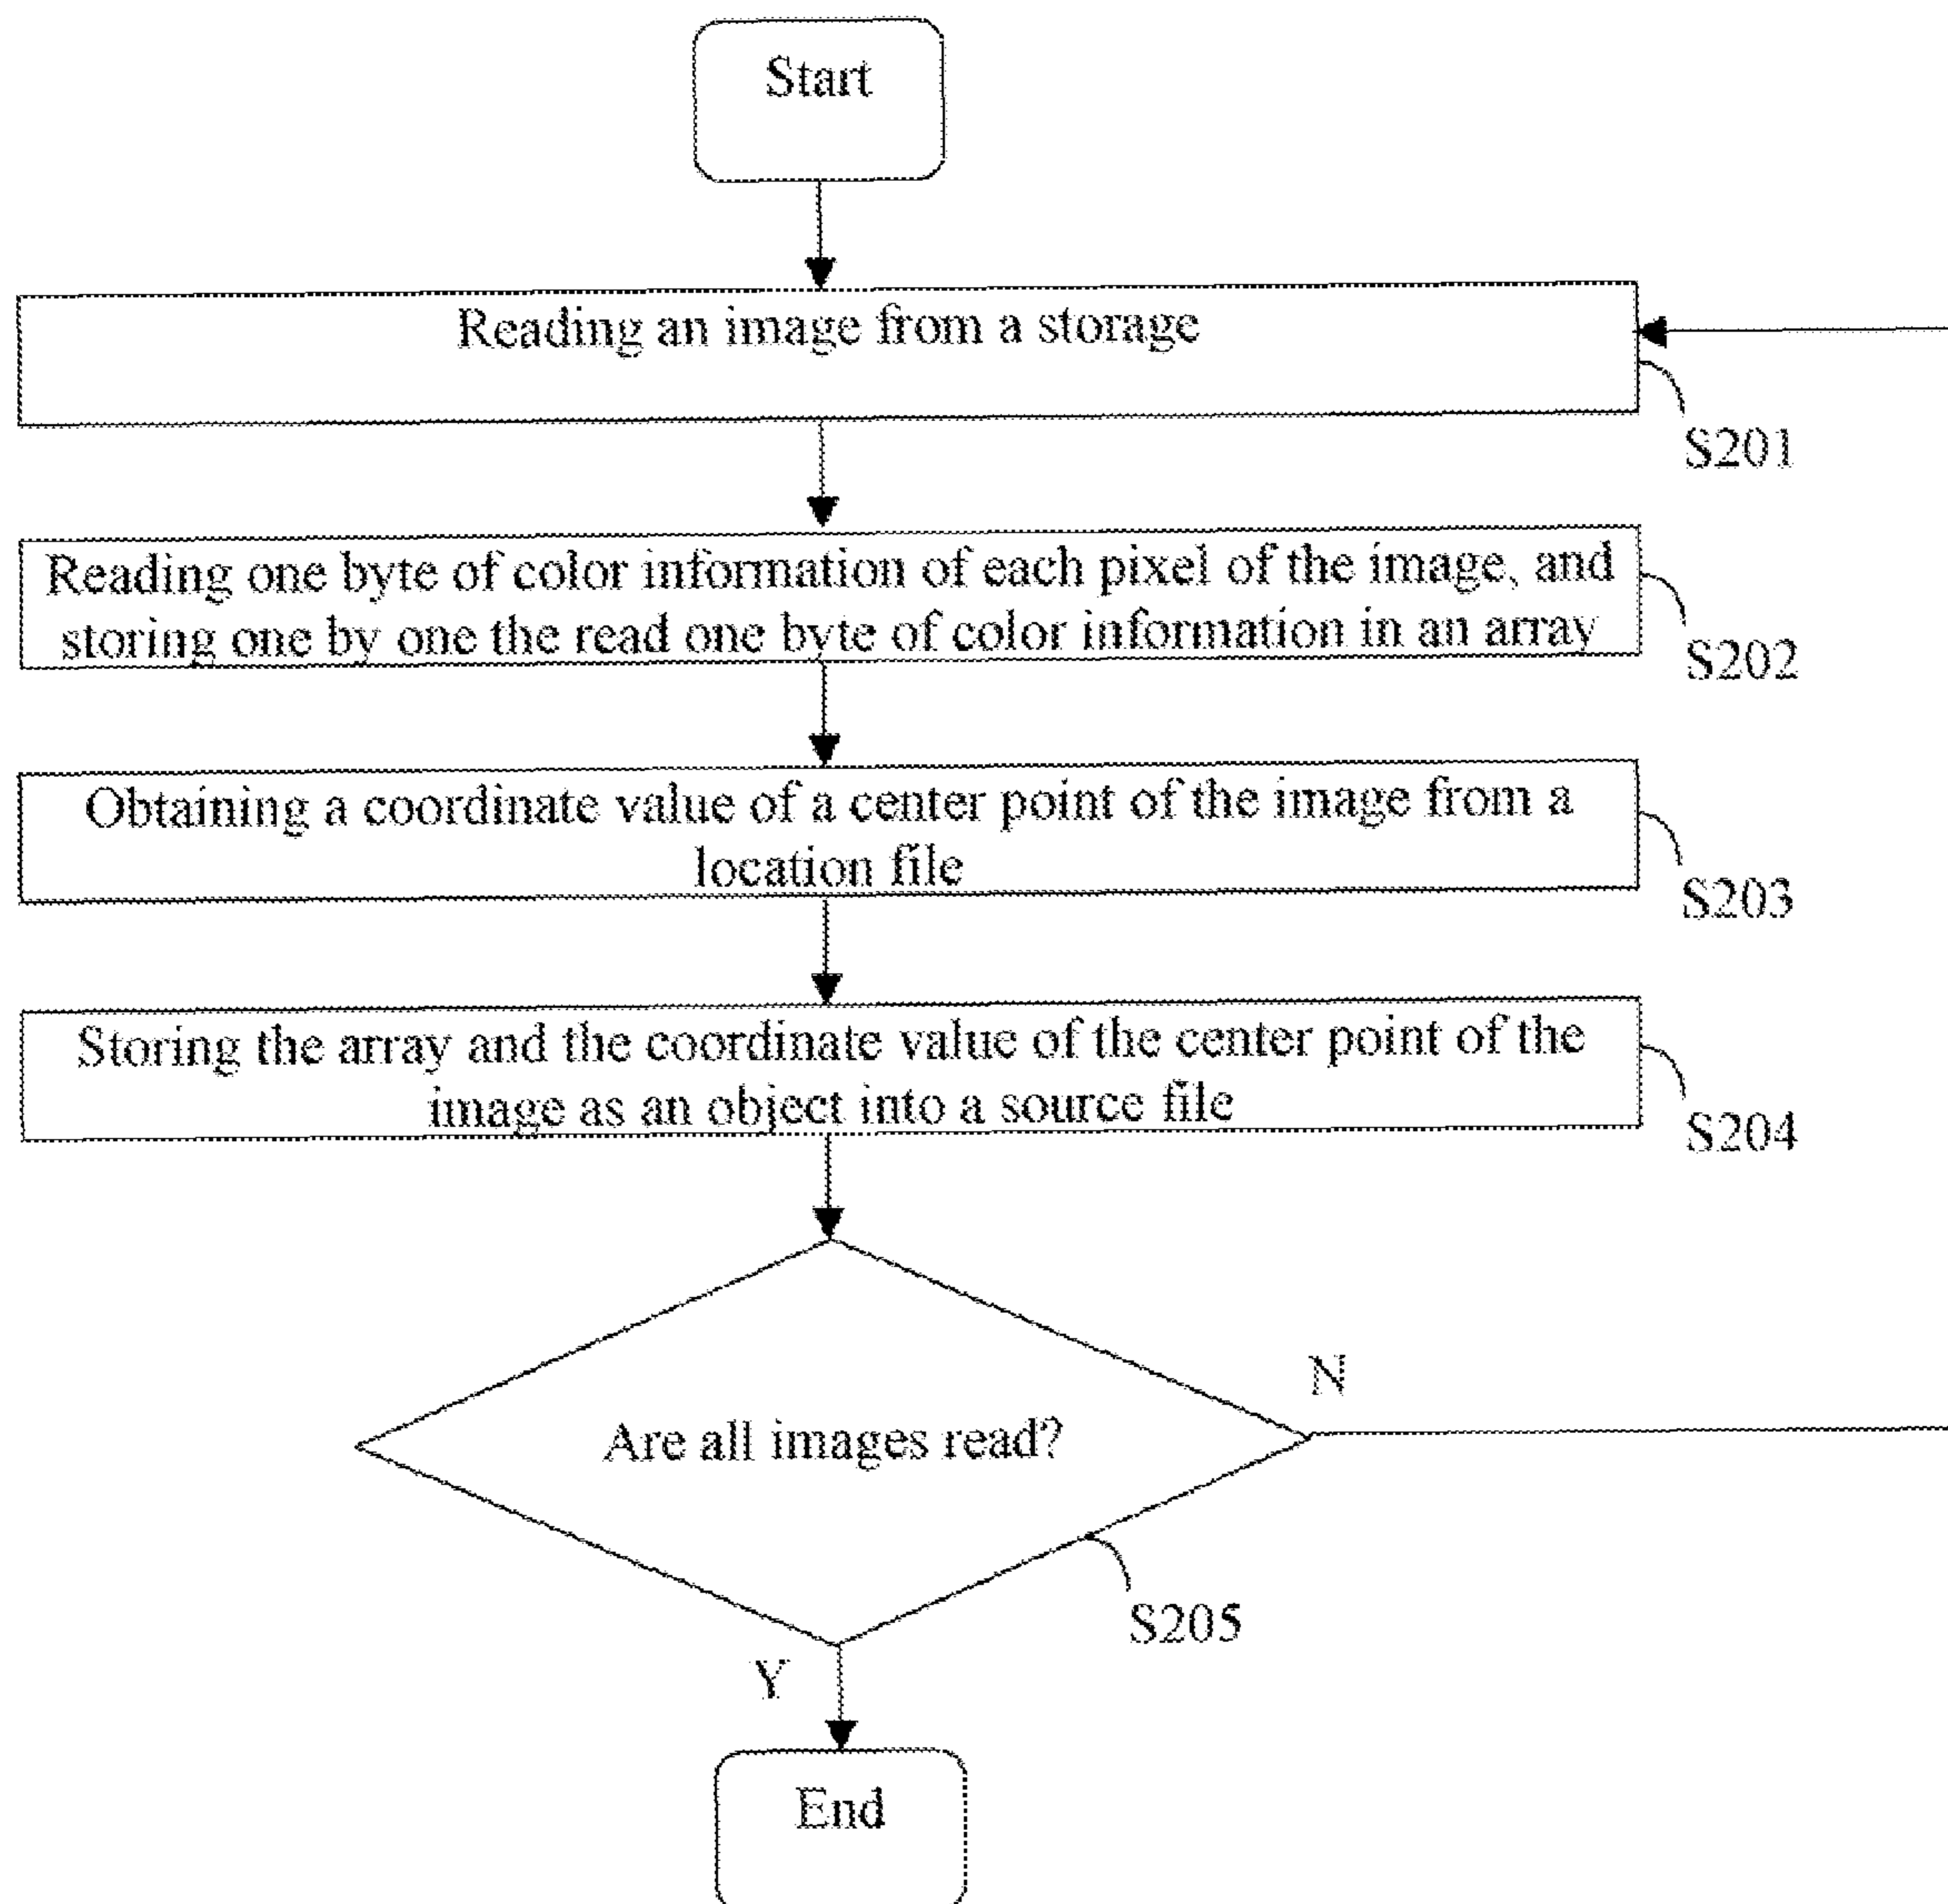 Start
Reading an image from a storage
S201
Reading one byte of color information of each pixel of the image, and
storing one by one the read one byte of color information in an array
S202
Obtaining a coordinate value of a center point of the image from a
location file
S203
Storing the array and the coordinate value of the center point of the
image as an object into a source file
S204
N
Are all images read?
S205
Y
End